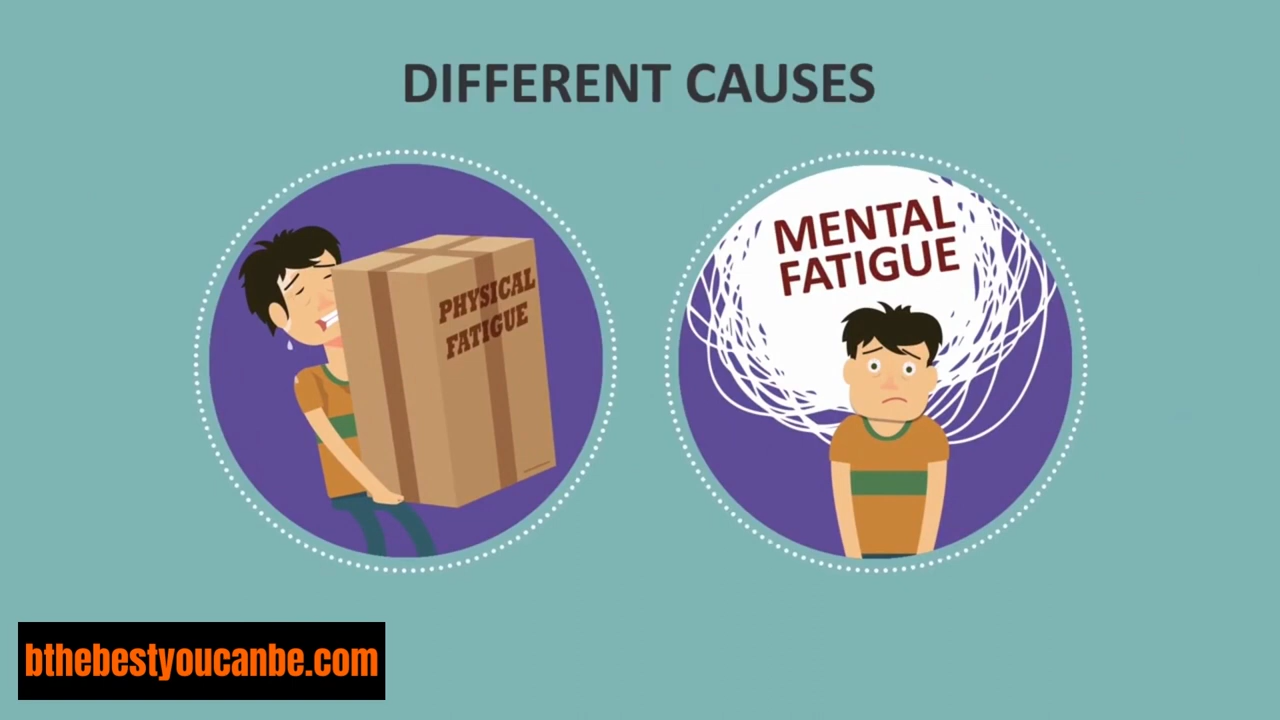 DIFFERENT CAUSES
PHYSICAL
FATIGUE
MENTAL
FATIGUE
bthebestyoucanbe.com